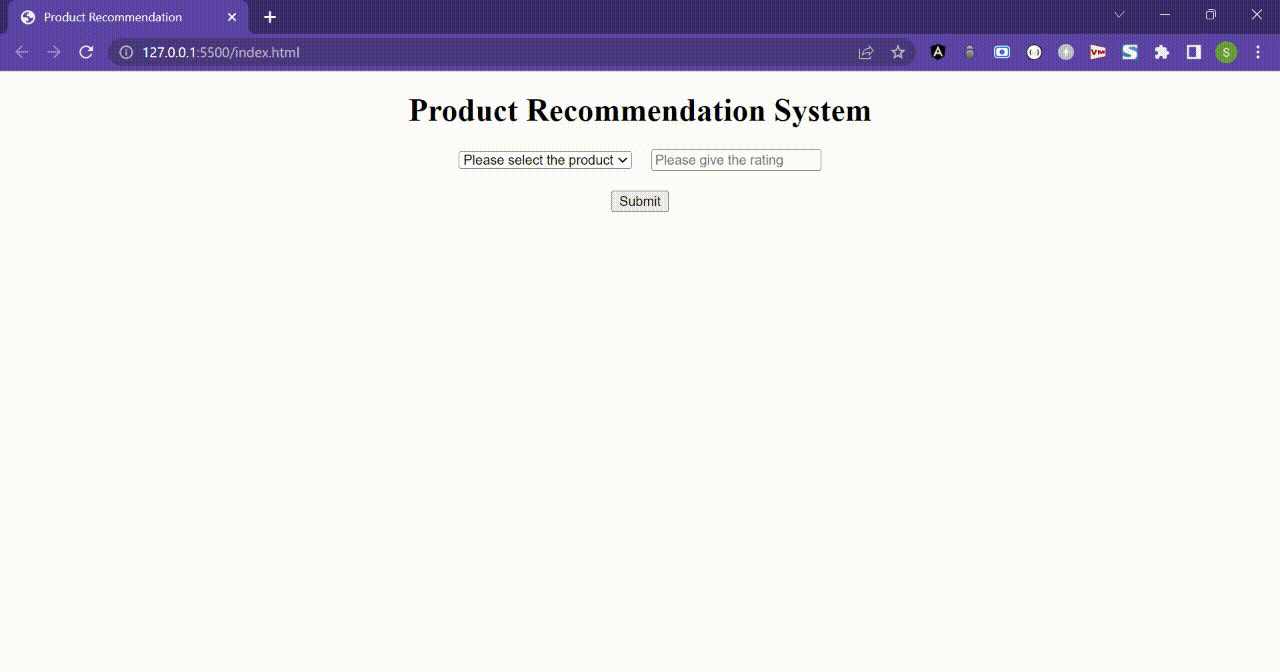 Product Recommendation
127.0.0.1:5500/index.html
A
VM
S
S
Product Recommendation System
Please select the product Please give the rating
Submit